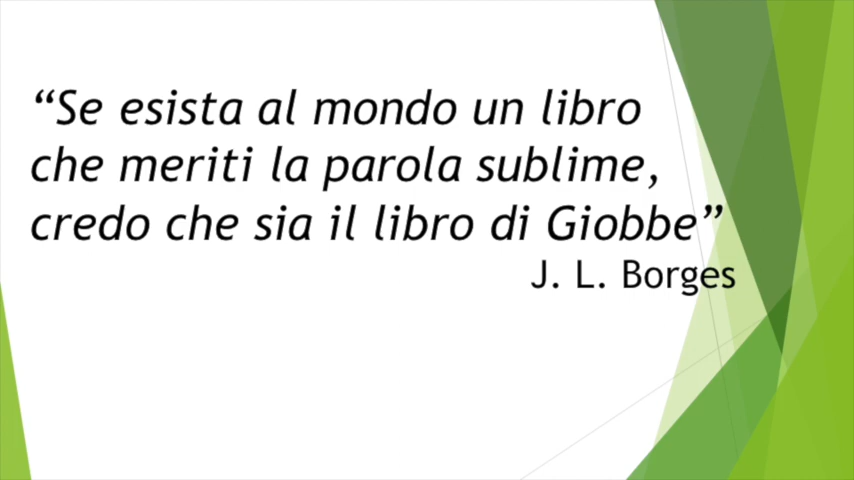 “Se esista al mondo un libro
che meriti la parola sublime,
credo che sia il libro di Giobbe”
J. L. Borges